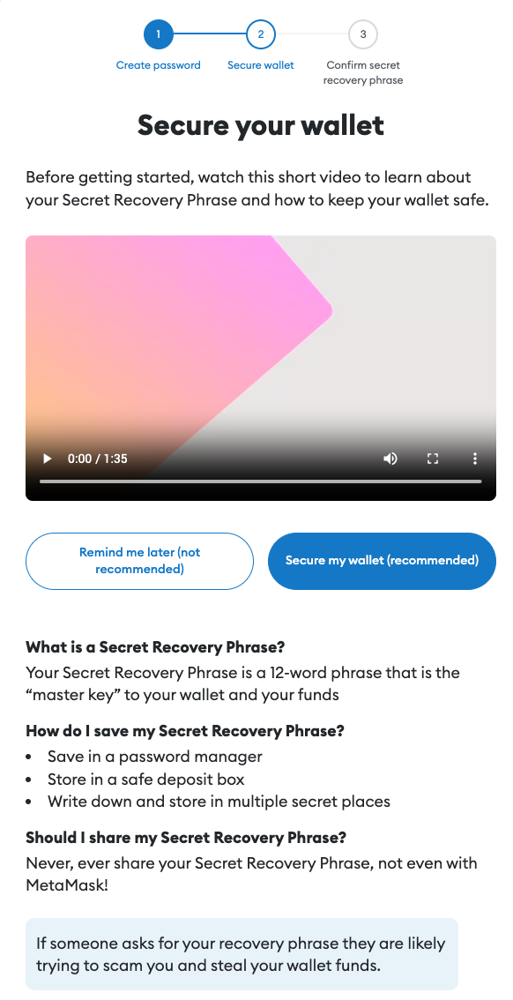 1
2
3
Create password
Secure wallet
Confirm secret
recovery phrase
Secure your wallet
Before getting started, watch this short video to learn about
your Secret Recovery Phrase and how to keep your wallet safe.
0:00 / 1:35
Remind me later (not
recommended)
Secure my wallet (recommended)
What is a Secret Recovery Phrase?
Your Secret Recovery Phrase is a 12-word phrase that is the
“master key” to your wallet and your funds
How do I save my Secret Recovery Phrase?
• Save in a password manager
• Store in a safe deposit box
• Write down and store in multiple secret places
Should I share my Secret Recovery Phrase?
Never, ever share your Secret Recovery Phrase, not even with
MetaMask!
If someone asks for your recovery phrase they are likely
trying to scam you and steal your wallet funds.